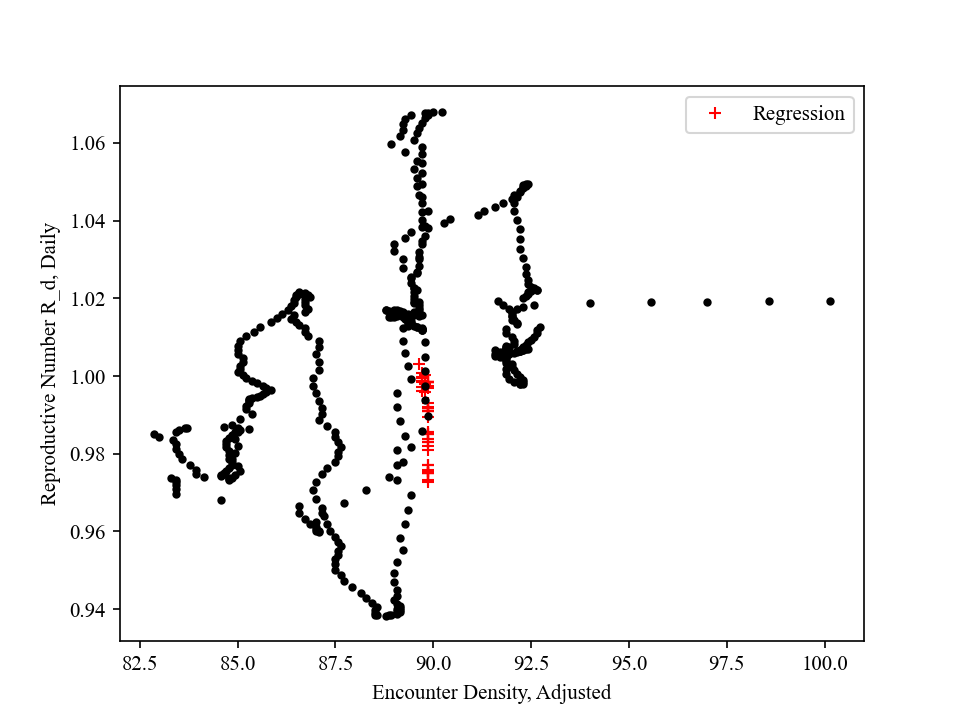 Regression
1.06
1.04
1.02
1.00
0.98
0.96
0.94
Reproductive Number R_d, Daily
82.5 85.0 87.5 90.0 92.5 95.0 97.5 100.0
Encounter Density, Adjusted